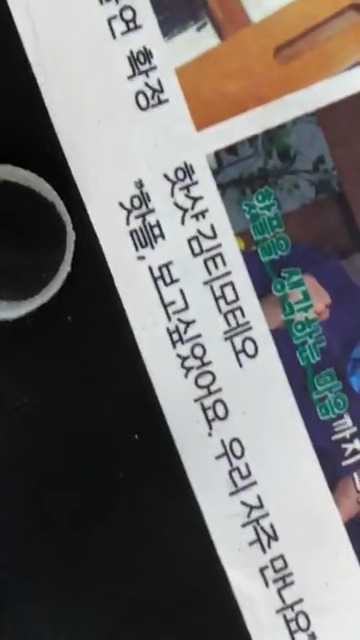 확정
핫샷 김티모테오
"핫플, 보고싶었어요. 우리 자주 만나요"
핫플을 생각하는 마음까지